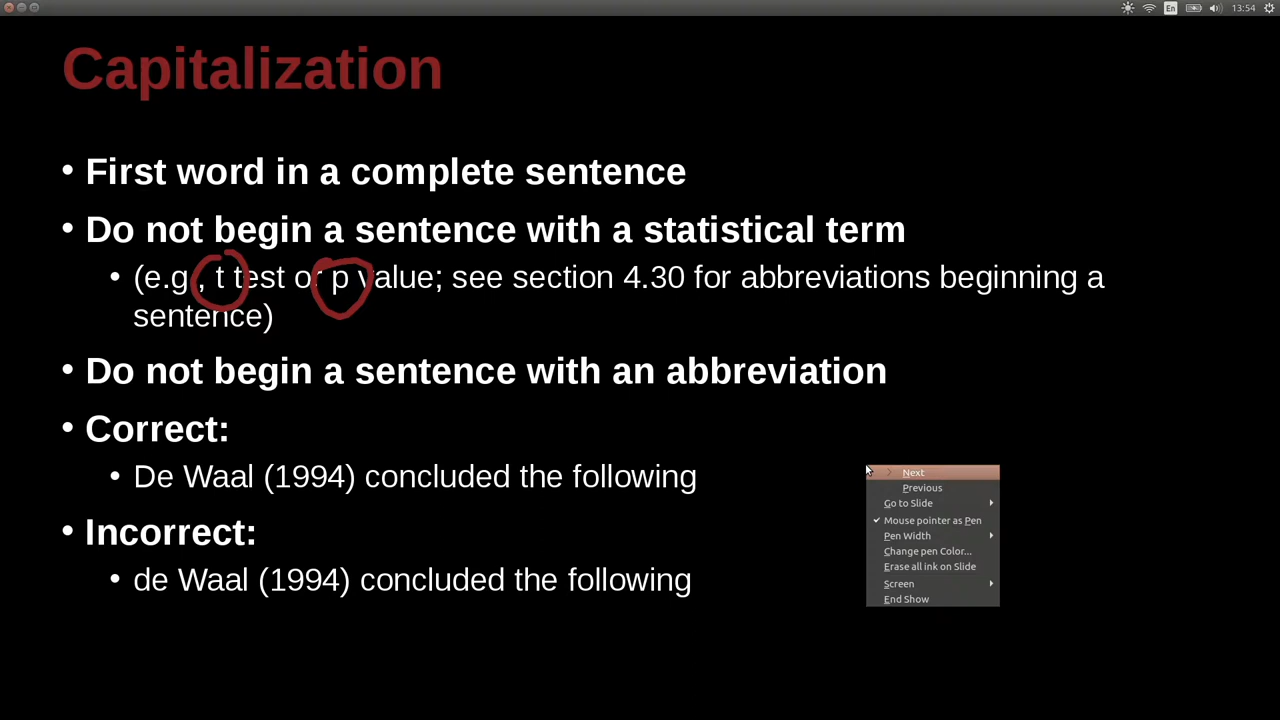 En
13:54
Capitalization
• First word in a complete sentence
• Do not begin a sentence with a statistical term
• (e.g., t test or p value; see section 4.30 for abbreviations beginning a
sentence)
• Do not begin a sentence with an abbreviation
• Correct:
• De Waal (1994) concluded the following
• Incorrect:
• de Waal (1994) concluded the following
Next
Previous
Go to Slide
Mouse pointer as Pen
Pen Width
Change pen Color...
Erase all ink on Slide
Screen
End Show